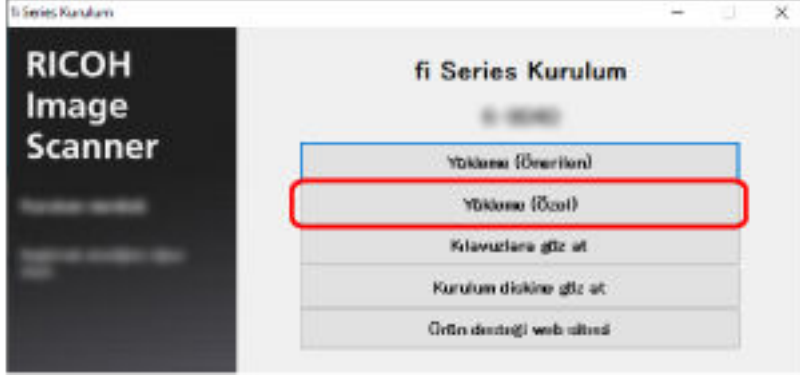 fi Series Kurulum
RICOH
Image
Scanner
fi Series Kurulum
Yükleme (Önerilen)
Yükleme (Özel)
Kılavuzlara göz at
Kurulum diskine göz at
Ürün desteği web sitesi